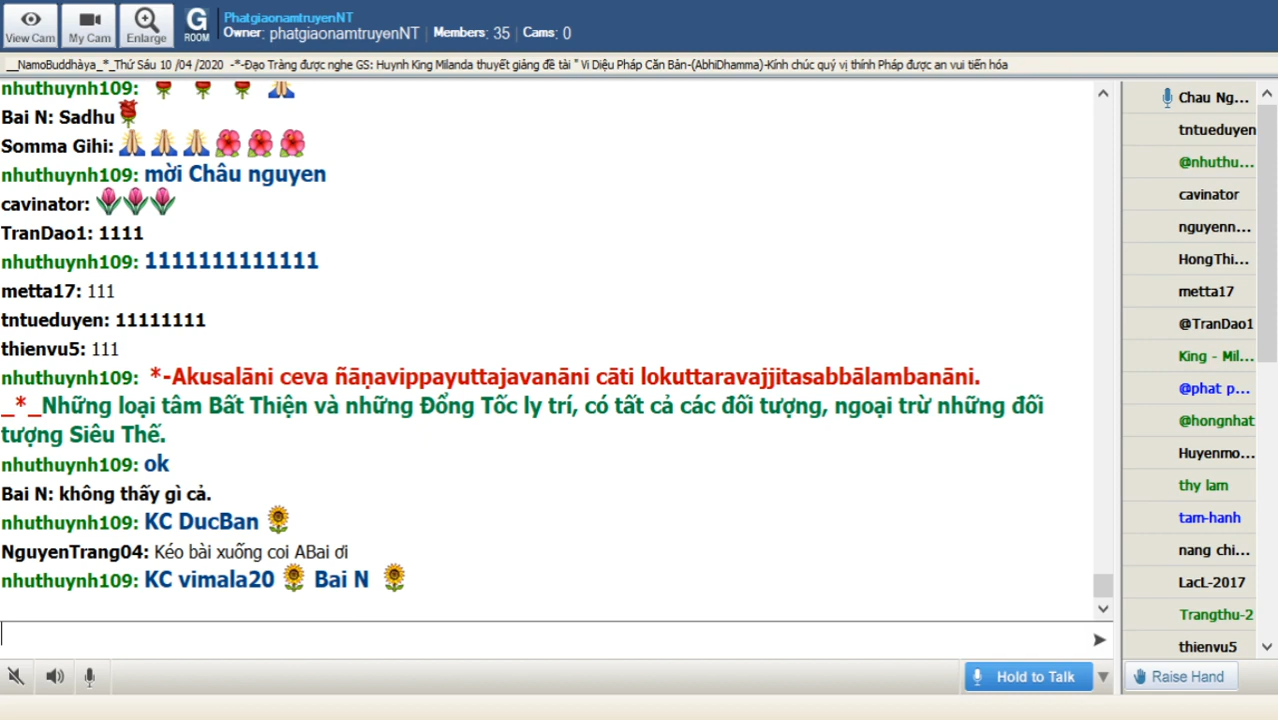 PhatgiaonamtruyenNT
View Cam
My Cam
Enlarge
G
ROOM
Owner: phatgiaonamtruyenNT | Members: 35 | Cams: 0
__NamoBuddhàya_*_Thứ Sáu 10 /04 /2020 -*-Đạo Tràng được nghe GS: Huynh King Milanda thuyết giảng đề tài " Vi Diệu Pháp Căn Bản-(AbhiDhamma)-Kính chúc quý vị thính Pháp được an vui tiến hóa
nhuthuynh109:
Bai N: Sadhu
Somma Gihi:
nhuthuynh109: mời Châu nguyen
cavinator:
TranDao1: 1111
nhuthuynh109: 1111111111111
metta17: 111
tntueduyen: 11111111
thienvu5: 111
nhuthuynh109: *-Akusalāni ceva ñāṇavippayuttajavanāni cāti lokuttaravajjitasabbālambanāni.
_*_Những loại tâm Bất Thiện và những Đổng Tốc ly trí, có tất cả các đối tượng, ngoại trừ những đối
tượng Siêu Thế.
nhuthuynh109: ok
Bai N: không thấy gì cả.
nhuthuynh109: KC DucBan
NguyenTrang04: Kéo bài xuống coi ABai ơi
nhuthuynh109: KC vimala20 Bai N
Chau Ng...
tntueduyen
@nhuthu...
cavinator
nguyenn...
HongThi...
metta17
@TranDao1
King - Mil...
@phat p...
@hongnhat
Huyenmo...
thy lam
tam-hanh
nang chi...
LacL-2017
Trangthu-2
thienvu5
Hold to Talk
Raise Hand